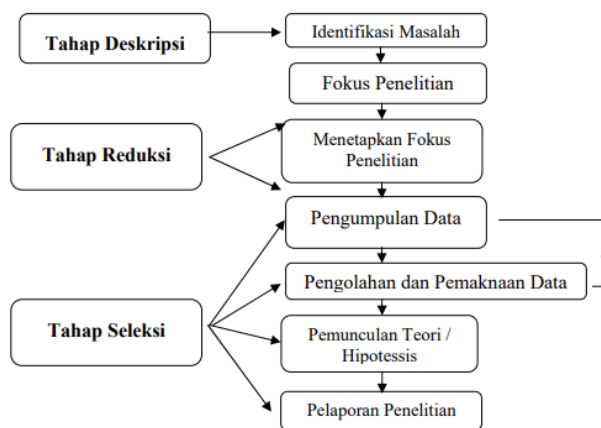 Tahap Deskripsi
Identifikasi Masalah
Fokus Penelitian
Tahap Reduksi
Menetapkan Fokus
Penelitian
Pengumpulan Data
Pengolahan dan Pemaknaan Data
Tahap Seleksi
Pemunculan Teori /
Hipotessis
Pelaporan Penelitian